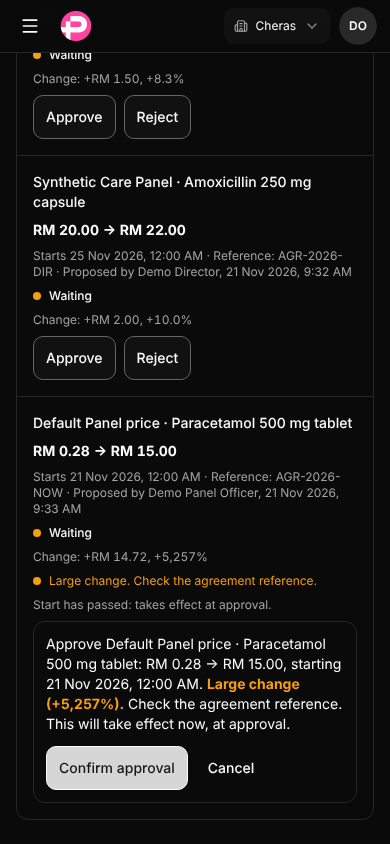 Cheras
DO
Waiting
Change: +RM 1.50, +8.3%
Approve
Reject
Synthetic Care Panel · Amoxicillin 250 mg
capsule
RM 20.00 → RM 22.00
Starts 25 Nov 2026, 12:00 AM · Reference: AGR-2026-
DIR · Proposed by Demo Director, 21 Nov 2026, 9:32 AM
Waiting
Change: +RM 2.00, +10.0%
Approve
Reject
Default Panel price · Paracetamol 500 mg tablet
RM 0.28 → RM 15.00
Starts 21 Nov 2026, 12:00 AM · Reference: AGR-2026-
NOW · Proposed by Demo Panel Officer, 21 Nov 2026,
9:33 AM
Waiting
Change: +RM 14.72, +5,257%
Large change. Check the agreement reference.
Start has passed: takes effect at approval.
Approve Default Panel price · Paracetamol
500 mg tablet: RM 0.28 → RM 15.00, starting
21 Nov 2026, 12:00 AM. Large change
(+5,257%). Check the agreement reference.
This will take effect now, at approval.
Confirm approval
Cancel